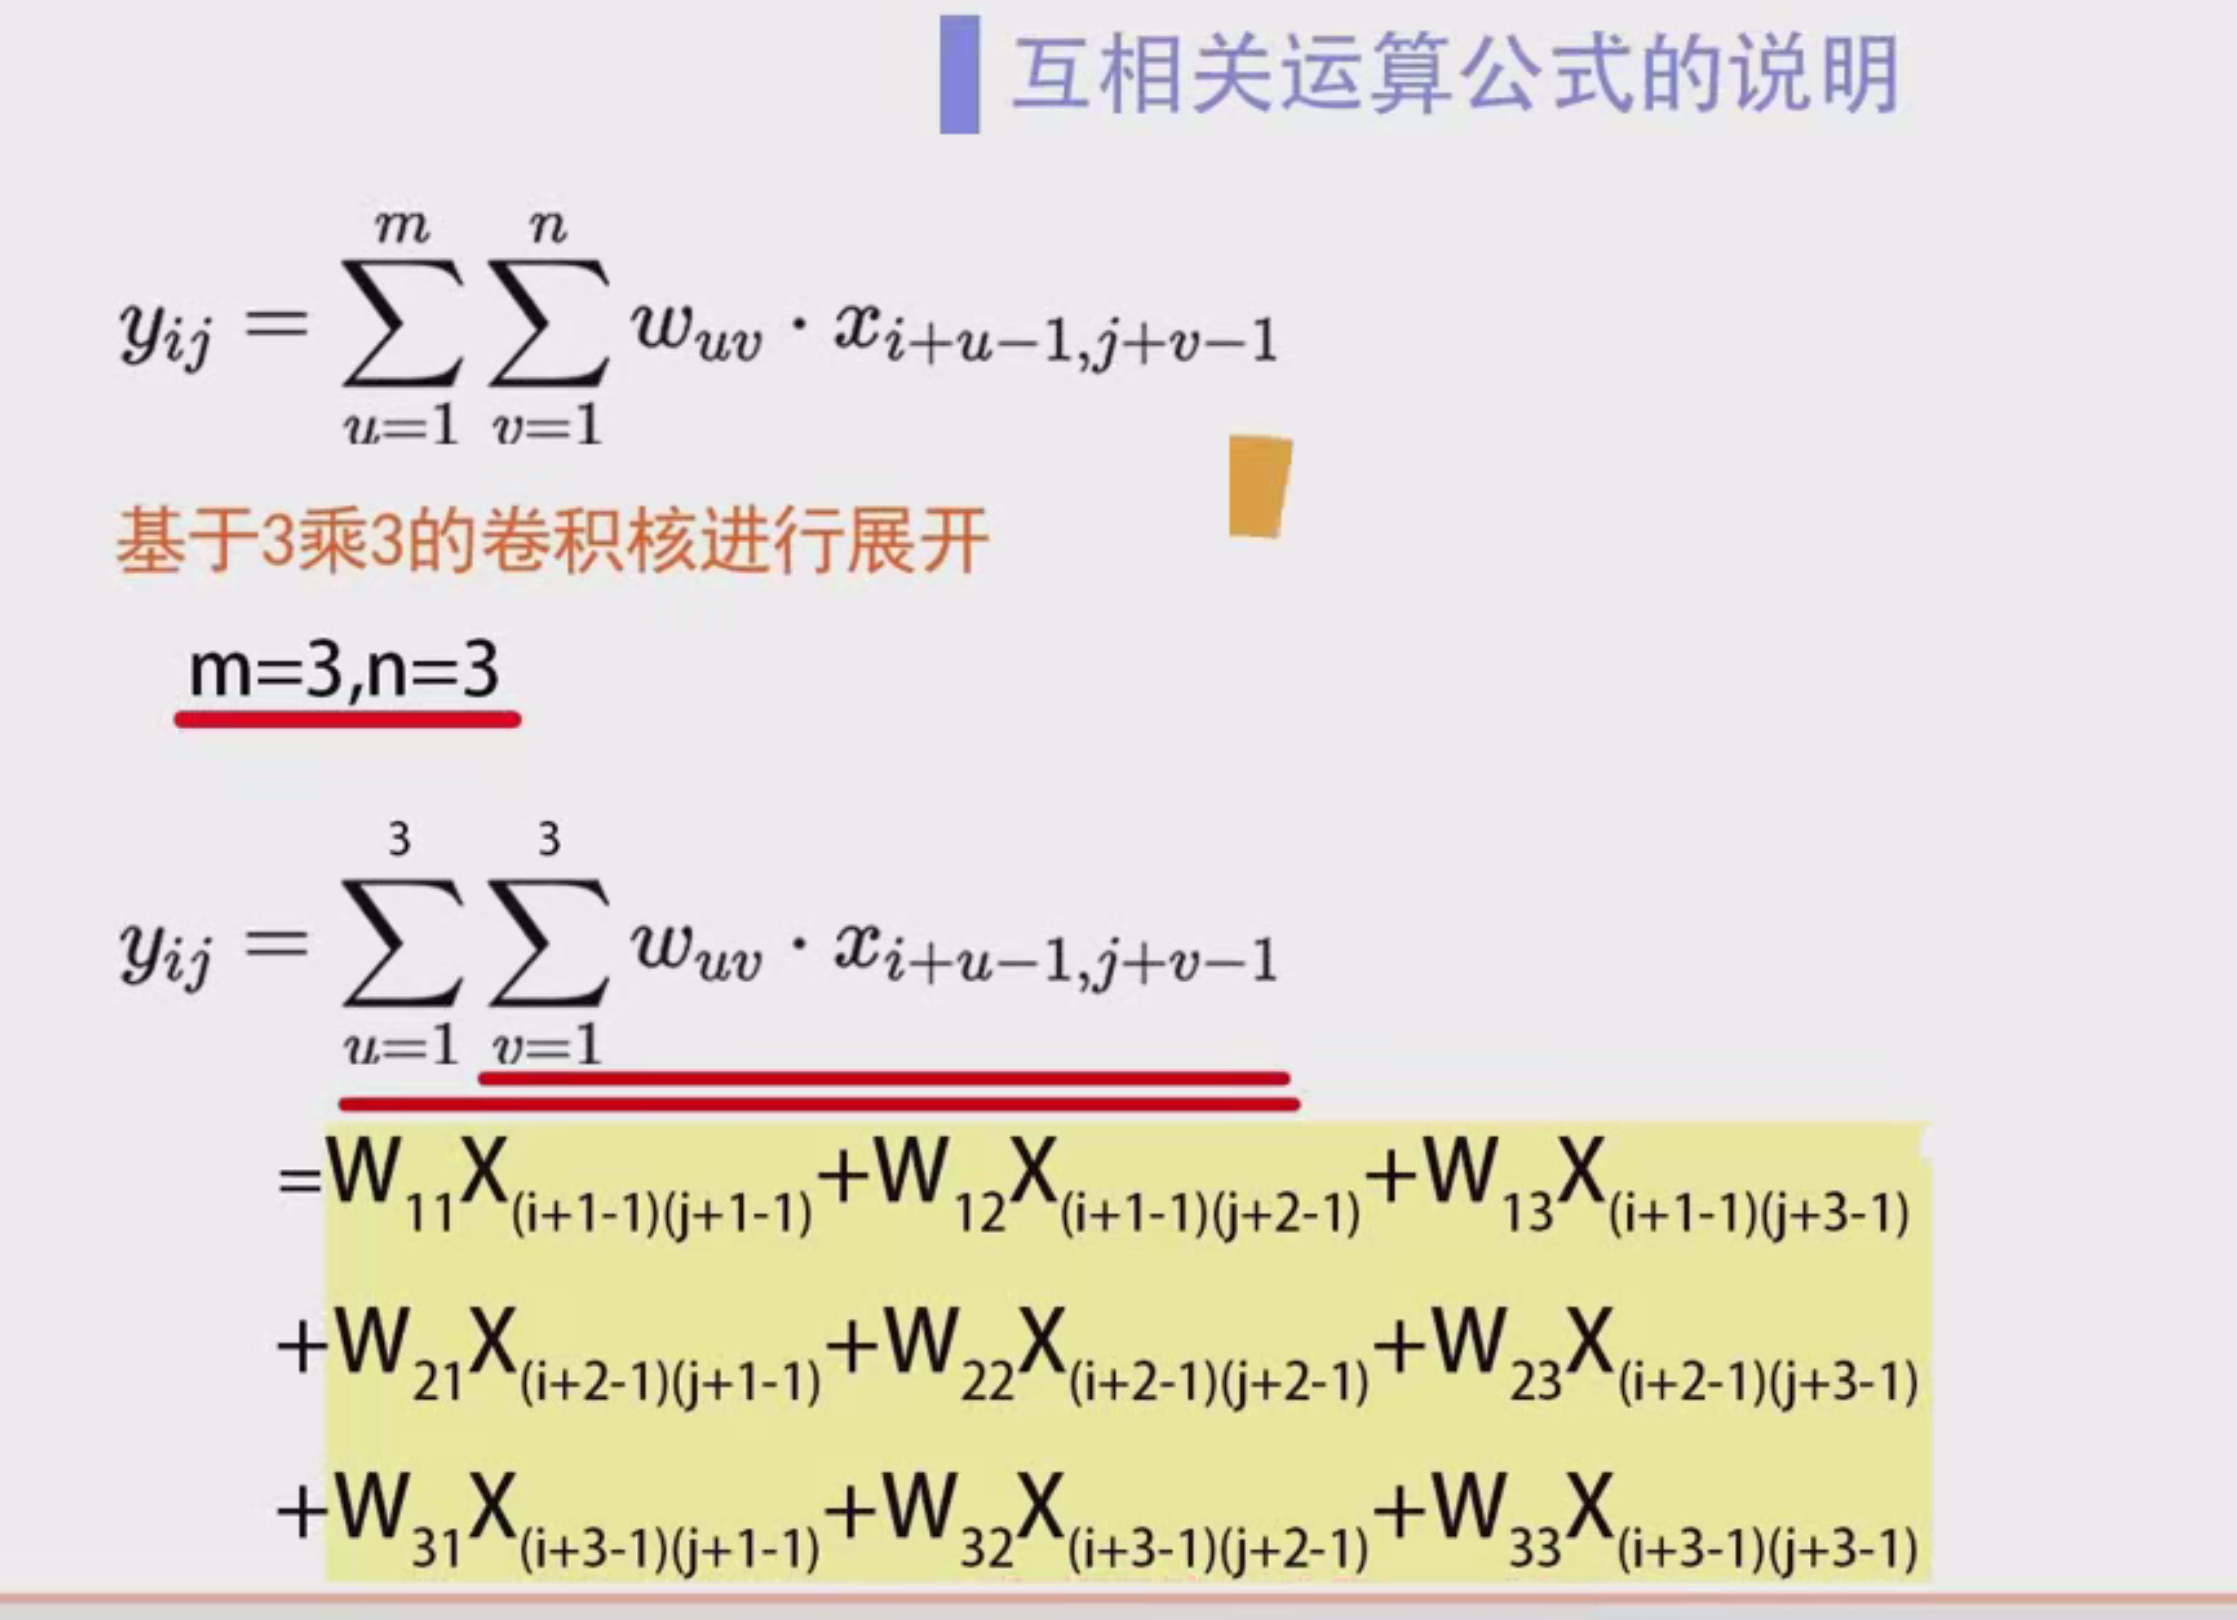 互相关运算公式的说明
y_{ij} = \sum_{u=1}^{m} \sum_{v=1}^{n} w_{uv} \cdot x_{i+u-1,j+v-1}
基于3乘3的卷积核进行展开
m=3,n=3
y_{ij} = \sum_{u=1}^{3} \sum_{v=1}^{3} w_{uv} \cdot x_{i+u-1,j+v-1}
=W_{11}X_{(i+1-1)(j+1-1)}+W_{12}X_{(i+1-1)(j+2-1)}+W_{13}X_{(i+1-1)(j+3-1)}
+W_{21}X_{(i+2-1)(j+1-1)}+W_{22}X_{(i+2-1)(j+2-1)}+W_{23}X_{(i+2-1)(j+3-1)}
+W_{31}X_{(i+3-1)(j+1-1)}+W_{32}X_{(i+3-1)(j+2-1)}+W_{33}X_{(i+3-1)(j+3-1)}